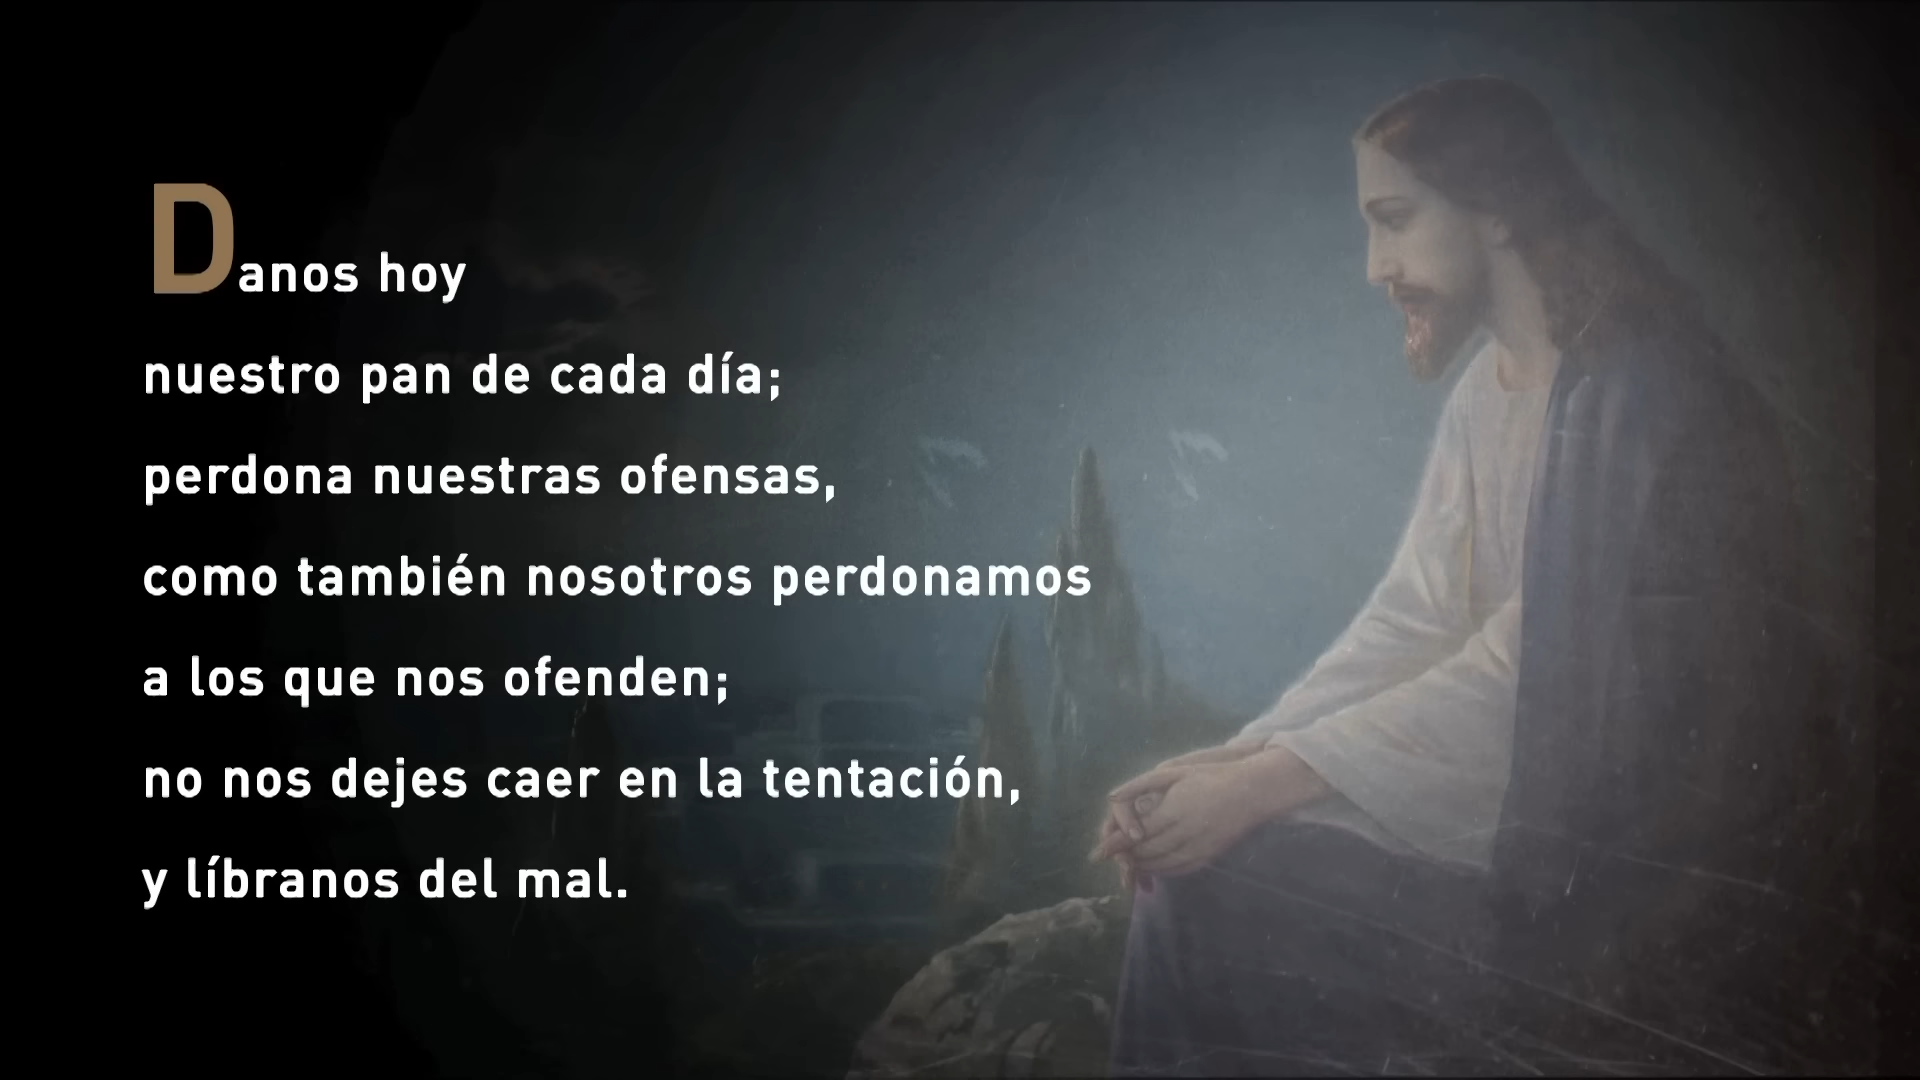 Danos hoy
nuestro pan de cada día;
perdona nuestras ofensas,
como también nosotros perdonamos
a los que nos ofenden;
no nos dejes caer en la tentación,
y líbranos del mal.